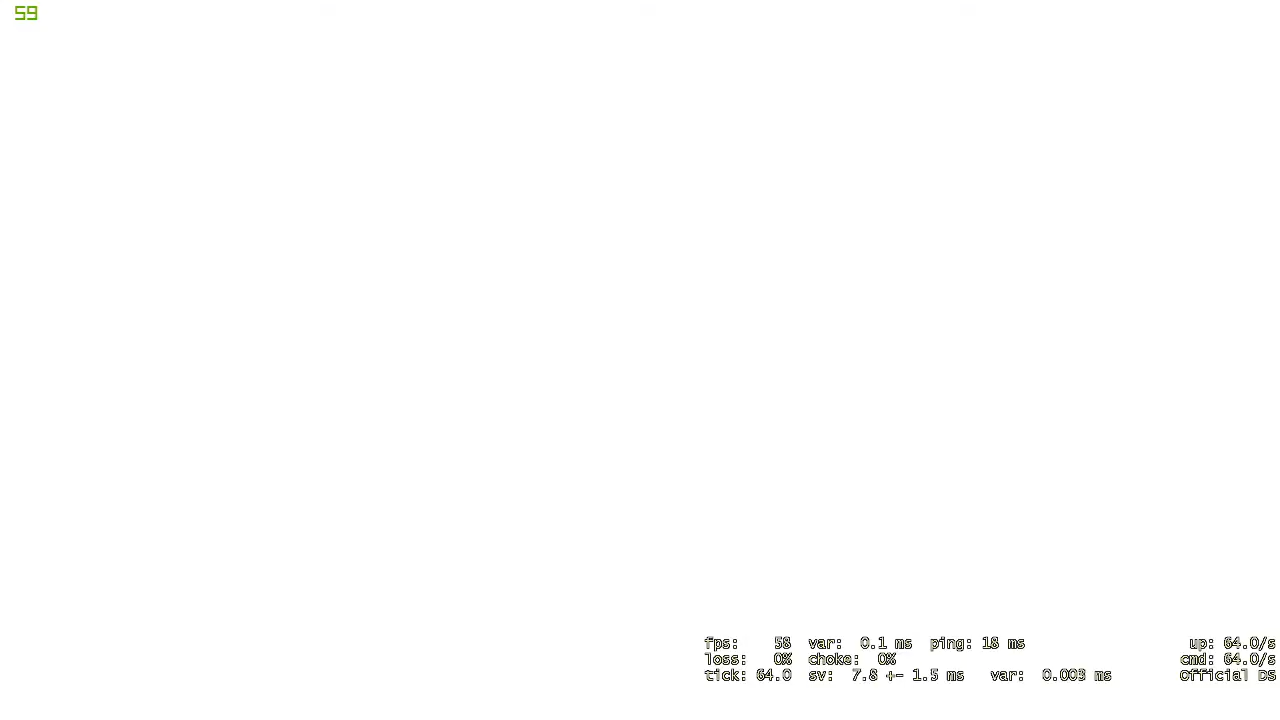 59
fps: 58 var: 0.1 ms ping: 18 ms up: 64.0/s
loss: 0% choke: 0% cmd: 64.0/s
tick: 64.0 sv: 7.8 +- 1.5 ms var: 0.003 ms Official DS